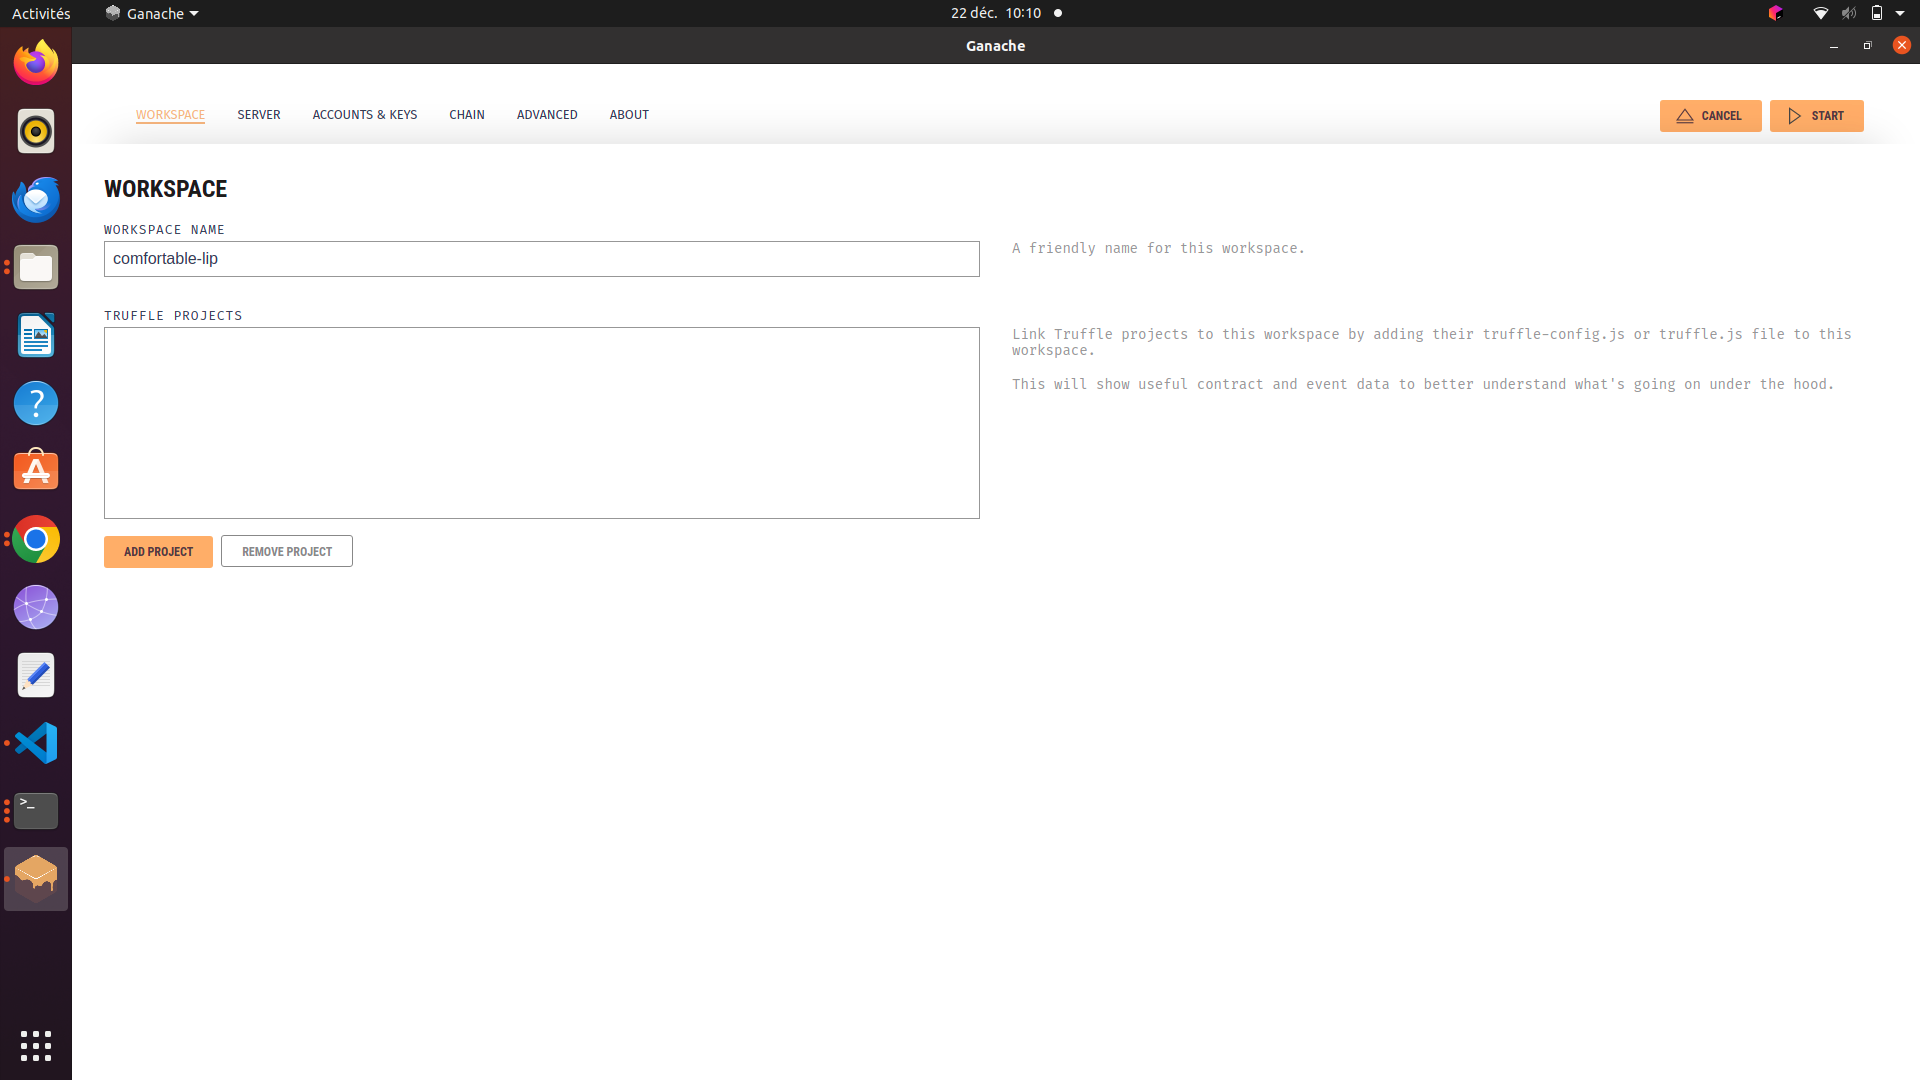 Activités
Ganache
22 déc. 10:10
Ganache
WORKSPACE
SERVER
ACCOUNTS & KEYS
CHAIN
ADVANCED
ABOUT
CANCEL
START
WORKSPACE
WORKSPACE NAME
comfortable-lip
A friendly name for this workspace.
TRUFFLE PROJECTS
Link Truffle projects to this workspace by adding their truffle-config.js or truffle.js file to this
workspace.
This will show useful contract and event data to better understand what's going on under the hood.
ADD PROJECT
REMOVE PROJECT